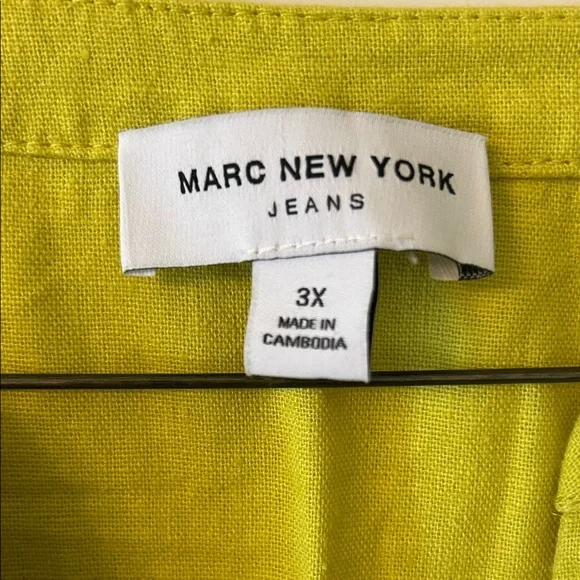 MARC NEW YORK
JEANS
3X
MADE IN
CAMBODIA